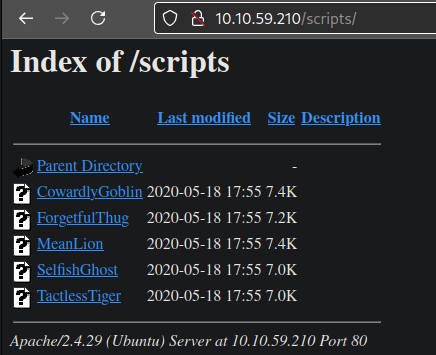 10.10.59.210/scripts/
Index of /scripts
Name Last modified Size Description
Parent Directory -
? CowardlyGoblin 2020-05-18 17:55 7.4K
? ForgetfulThug 2020-05-18 17:55 7.2K
? MeanLion 2020-05-18 17:55 7.4K
? SelfishGhost 2020-05-18 17:55 7.0K
? TactlessTiger 2020-05-18 17:55 7.0K
Apache/2.4.29 (Ubuntu) Server at 10.10.59.210 Port 80